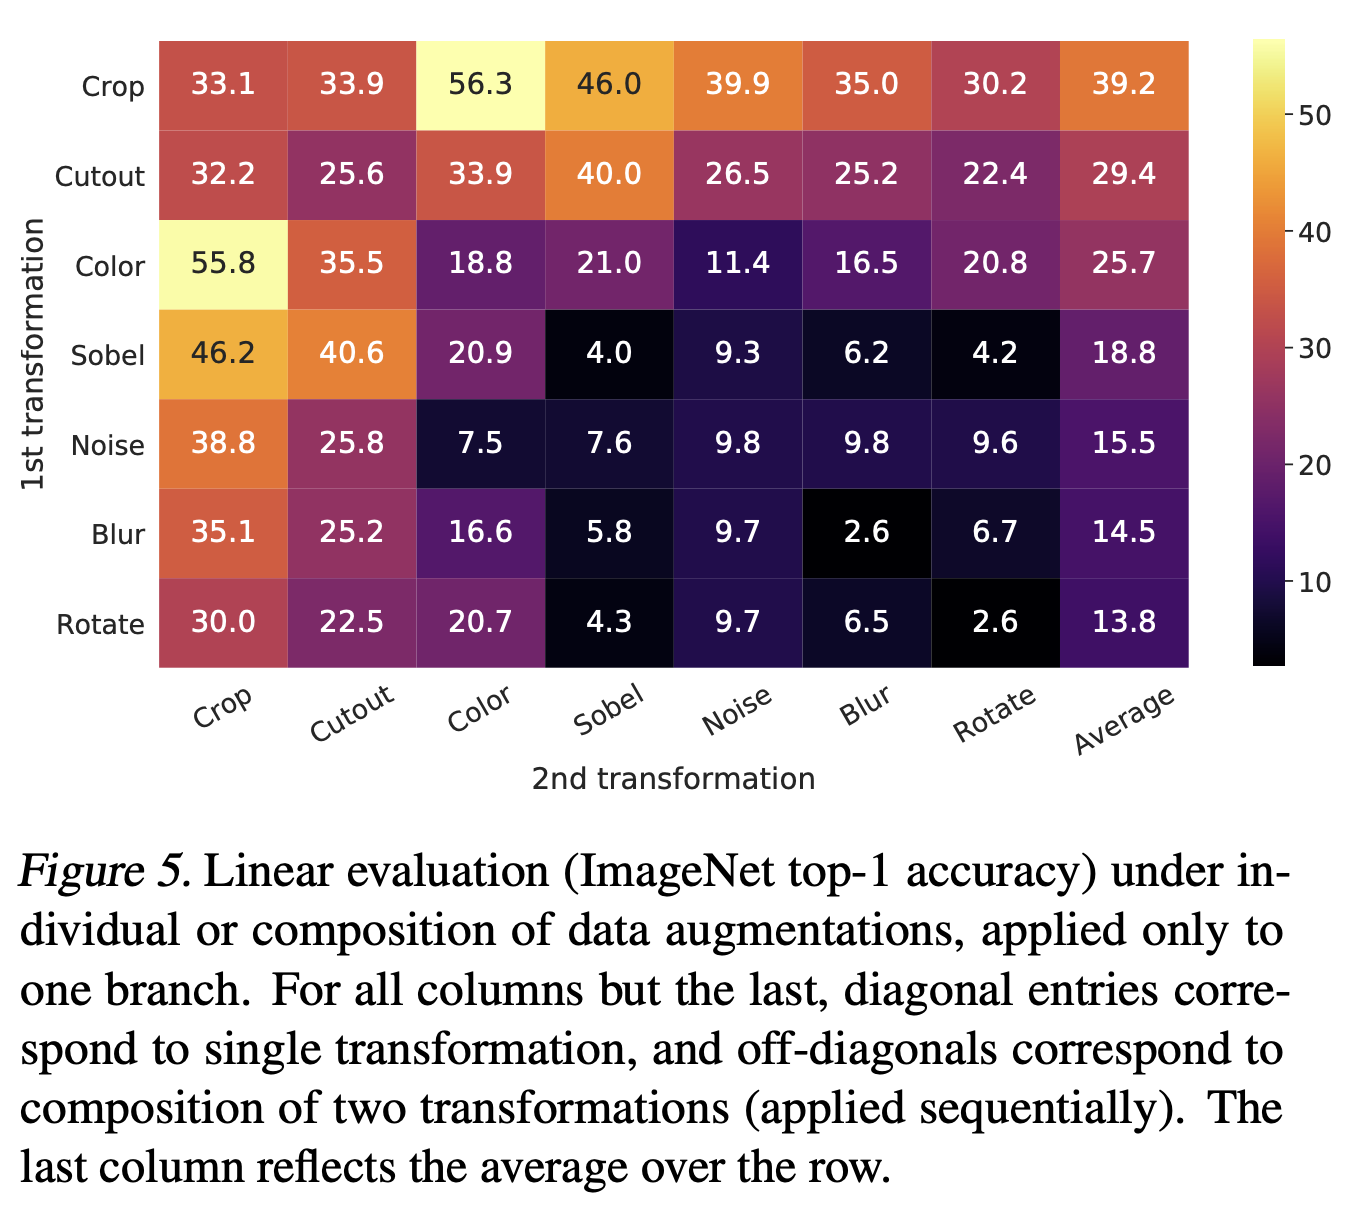 Crop 33.1 33.9 56.3 46.0 39.9 35.0 30.2 39.2
Cutout 32.2 25.6 33.9 40.0 26.5 25.2 22.4 29.4
Color 55.8 35.5 18.8 21.0 11.4 16.5 20.8 25.7
Sobel 46.2 40.6 20.9 4.0 9.3 6.2 4.2 18.8
Noise 38.8 25.8 7.5 7.6 9.8 9.8 9.6 15.5
Blur 35.1 25.2 16.6 5.8 9.7 2.6 6.7 14.5
Rotate 30.0 22.5 20.7 4.3 9.7 6.5 2.6 13.8
1st transformation
Crop Cutout Color Sobel Noise Blur Rotate Average
2nd transformation
50
40
30
20
10
Figure 5. Linear evaluation (ImageNet top-1 accuracy) under in-
dividual or composition of data augmentations, applied only to
one branch. For all columns but the last, diagonal entries corre-
spond to single transformation, and off-diagonals correspond to
composition of two transformations (applied sequentially). The
last column reflects the average over the row.